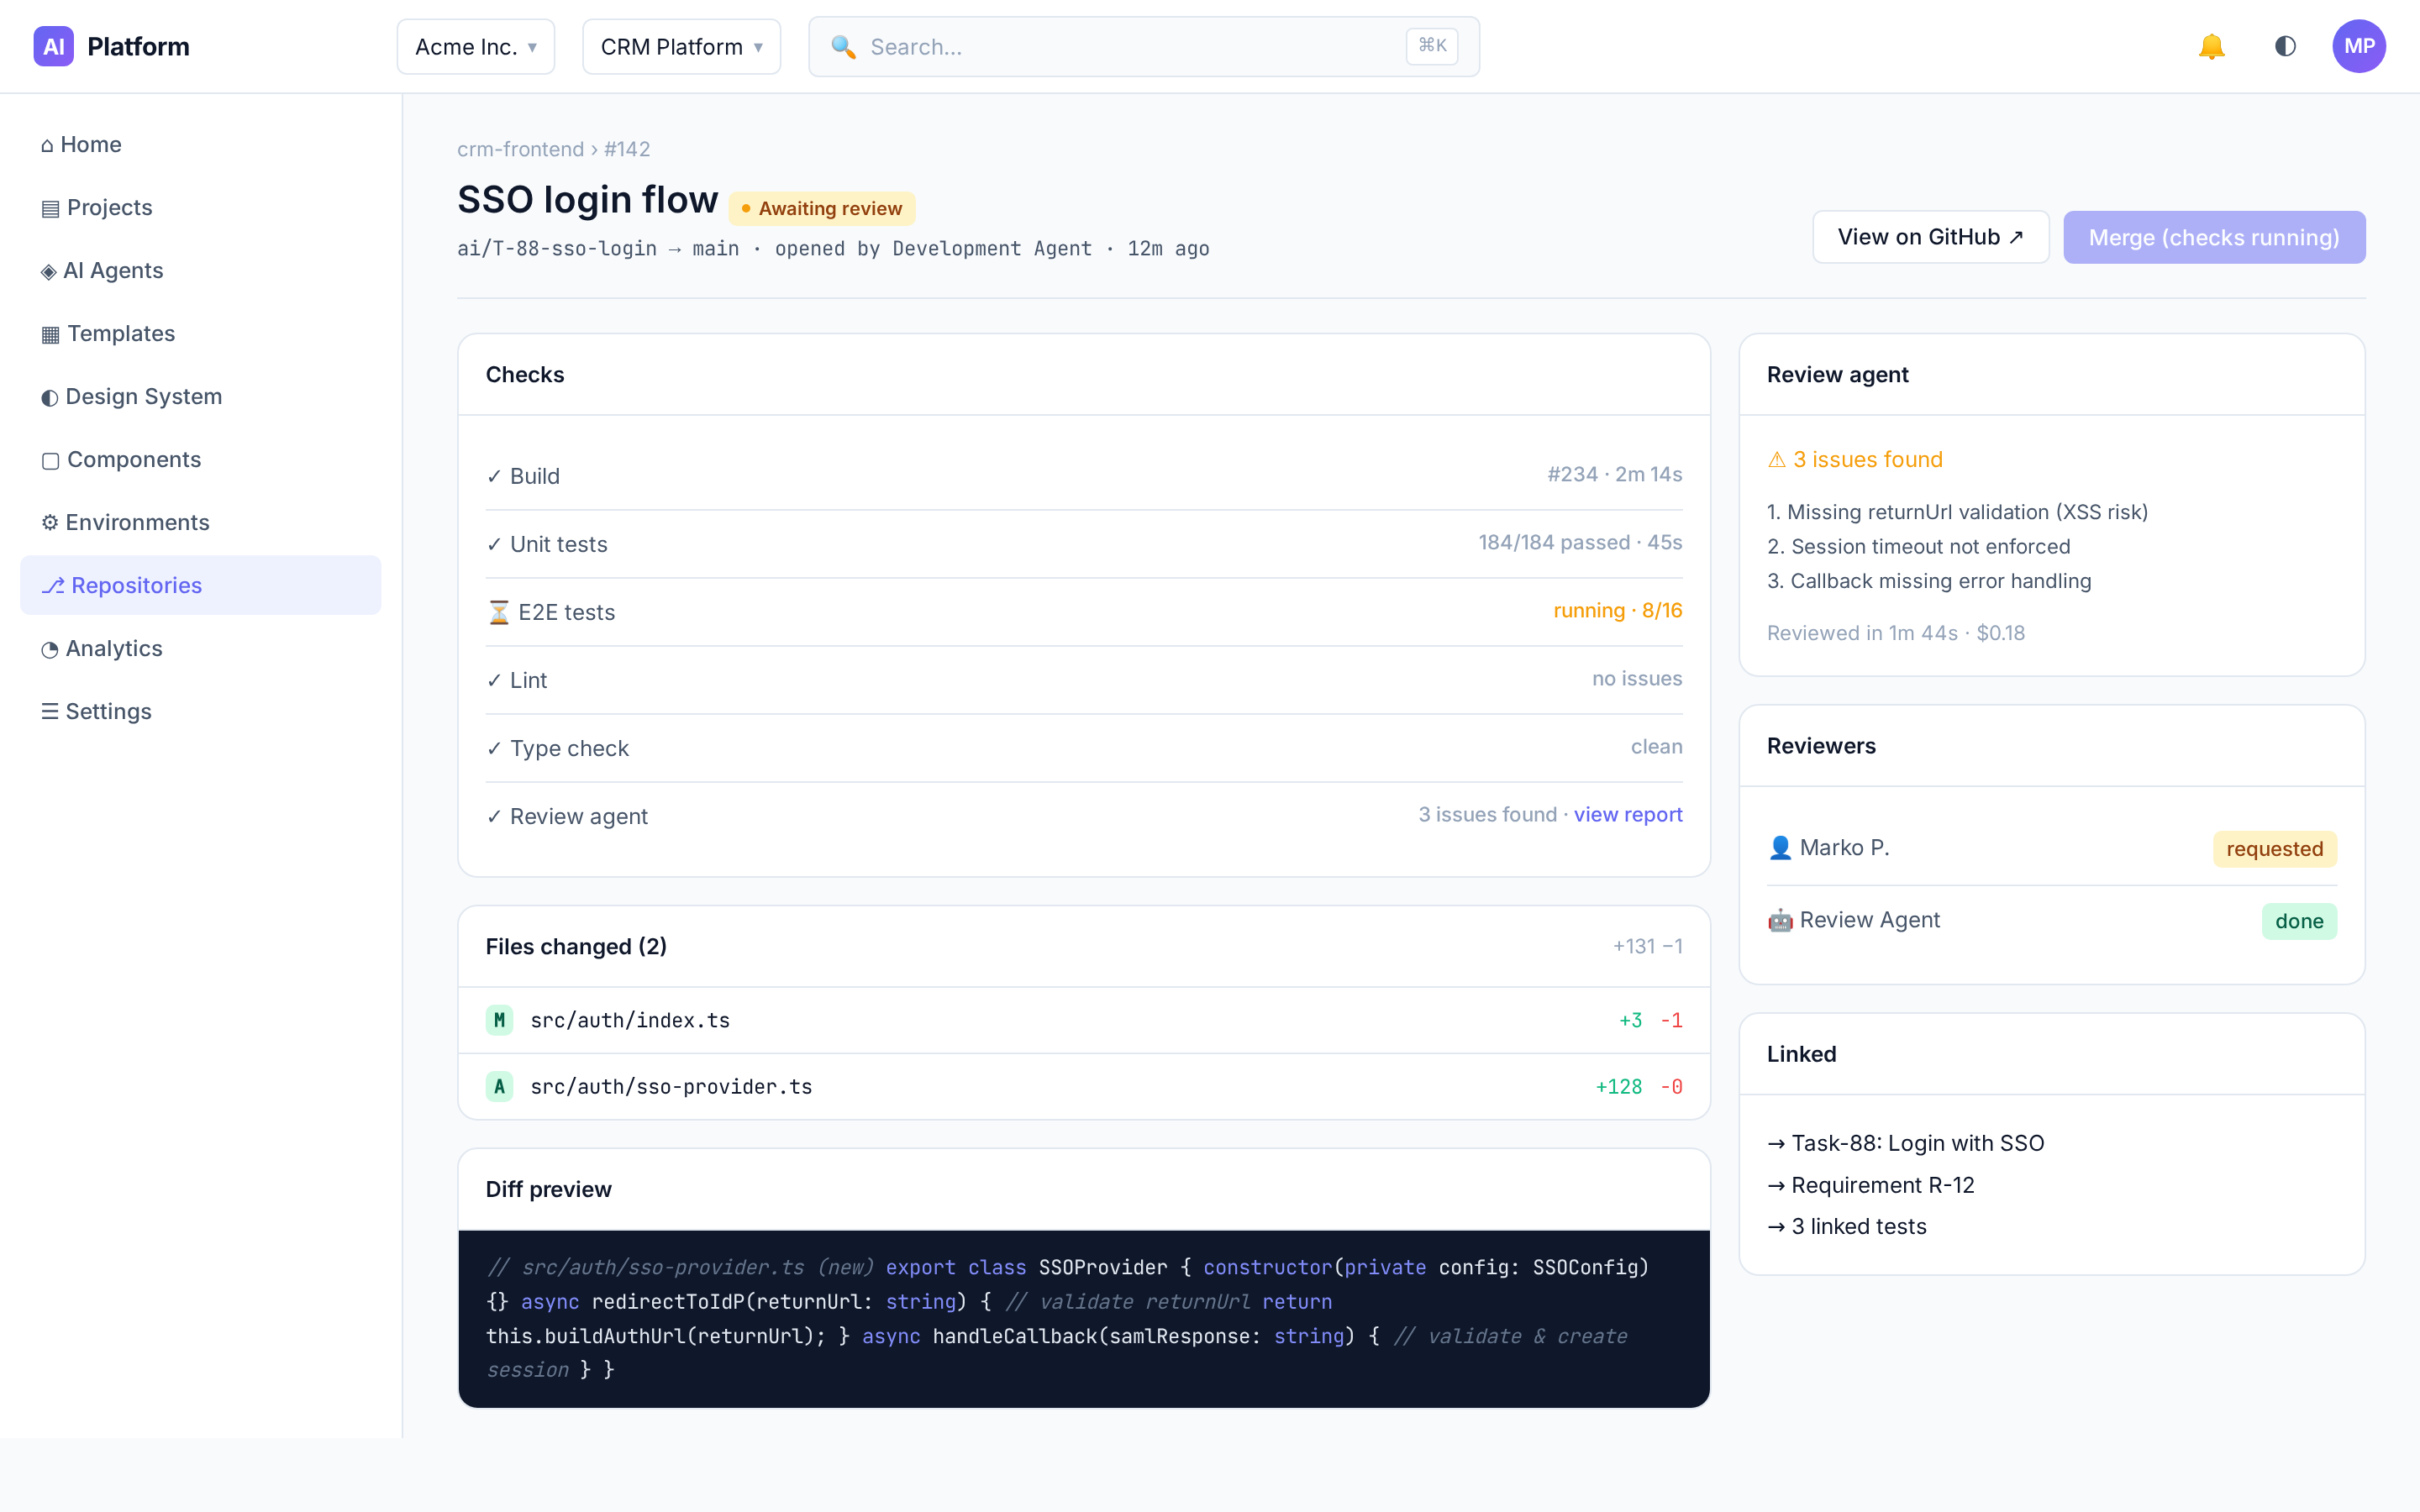 AI Platform
Acme Inc. ▾
CRM Platform ▾
🔍 Search... ⌘K
🔔 ◐ MP
⌂ Home
▤ Projects
◈ AI Agents
▦ Templates
◐ Design System
▢ Components
⚙ Environments
⎇ Repositories
◔ Analytics
☰ Settings
crm-frontend › #142
SSO login flow ● Awaiting review
ai/T-88-sso-login → main · opened by Development Agent · 12m ago
View on GitHub ↗
Merge (checks running)
Checks
✓ Build #234 · 2m 14s
✓ Unit tests 184/184 passed · 45s
⏳ E2E tests running · 8/16
✓ Lint no issues
✓ Type check clean
✓ Review agent 3 issues found · view report
Files changed (2) +131 −1
M src/auth/index.ts +3 -1
A src/auth/sso-provider.ts +128 -0
Diff preview
// src/auth/sso-provider.ts (new) export class SSOProvider { constructor(private config: SSOConfig)
{} async redirectToIdP(returnUrl: string) { // validate returnUrl return
this.buildAuthUrl(returnUrl); } async handleCallback(samlResponse: string) { // validate & create
session } }
Review agent
⚠ 3 issues found
1. Missing returnUrl validation (XSS risk)
2. Session timeout not enforced
3. Callback missing error handling
Reviewed in 1m 44s · $0.18
Reviewers
👤 Marko P. requested
🤖 Review Agent done
Linked
→ Task-88: Login with SSO
→ Requirement R-12
→ 3 linked tests